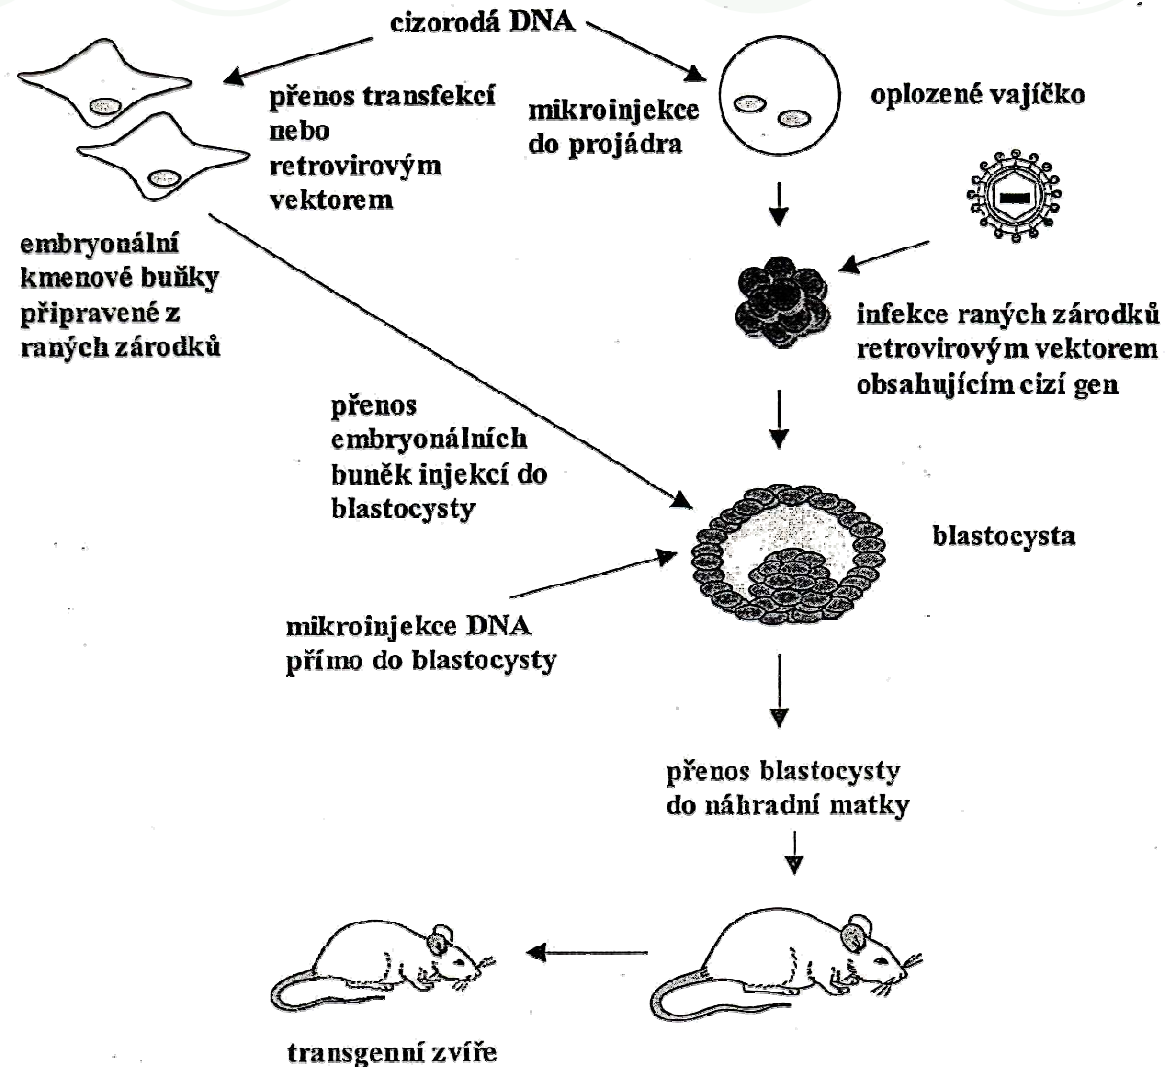 cizorodá DNA
přenos transfekcí
nebo
retrovirovým
vektorem
mikroinjekce
do projádra
oplozené vajíčko
embryonální
kmenové buňky
připravené z
raných zárodků
infekce raných zárodků
retrovirovým vektorem
obsahujícím cizí gen
přenos
embryonálních
buněk injekcí do
blastocysty
blastocysta
mikroinjekce DNA
přímo do blastocysty
přenos blastocysty
do náhradní matky
transgenní zvíře